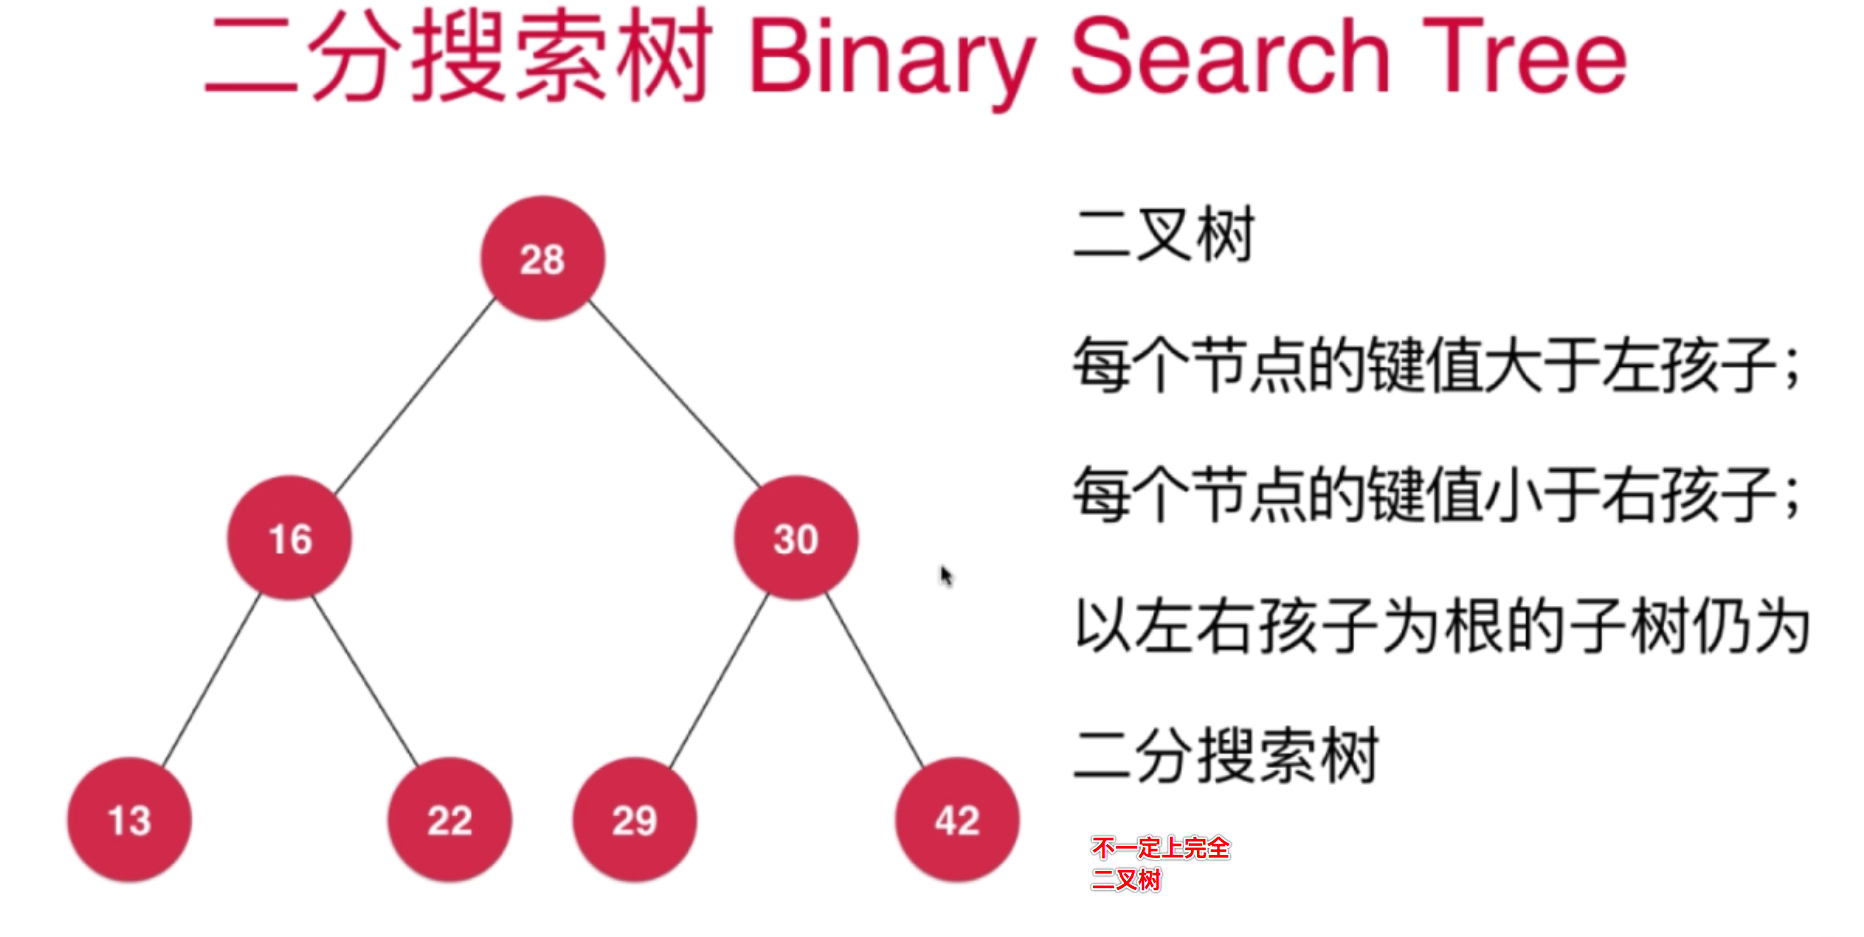 二分搜索树 Binary Search Tree
28
16
30
13
22
29
42
二叉树
每个节点的键值大于左孩子;
每个节点的键值小于右孩子;
以左右孩子为根的子树仍为
二分搜索树
不一定上完全
二叉树